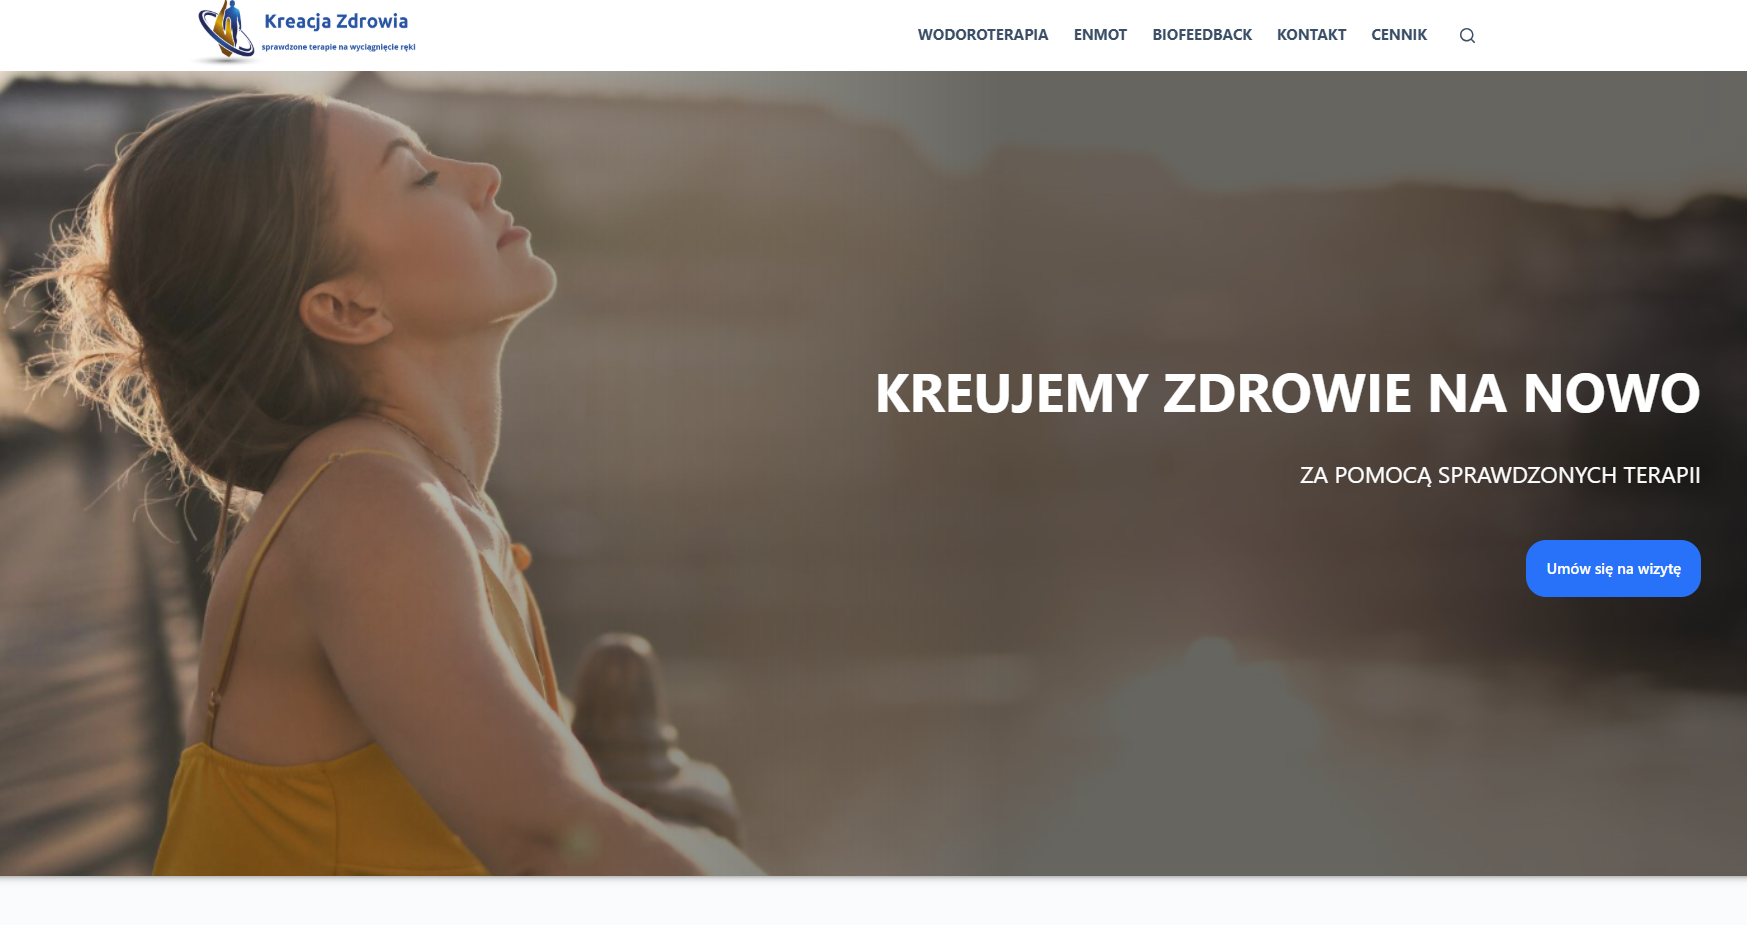 Kreacja Zdrowia
sprawdzone terapie na wyciągnięcie ręki
WODOROTERAPIA ENMOT BIOFEEDBACK KONTAKT CENNIK
KREUJEMY ZDROWIE NA NOWO
ZA POMOCĄ SPRAWDZONYCH TERAPII
Umów się na wizytę